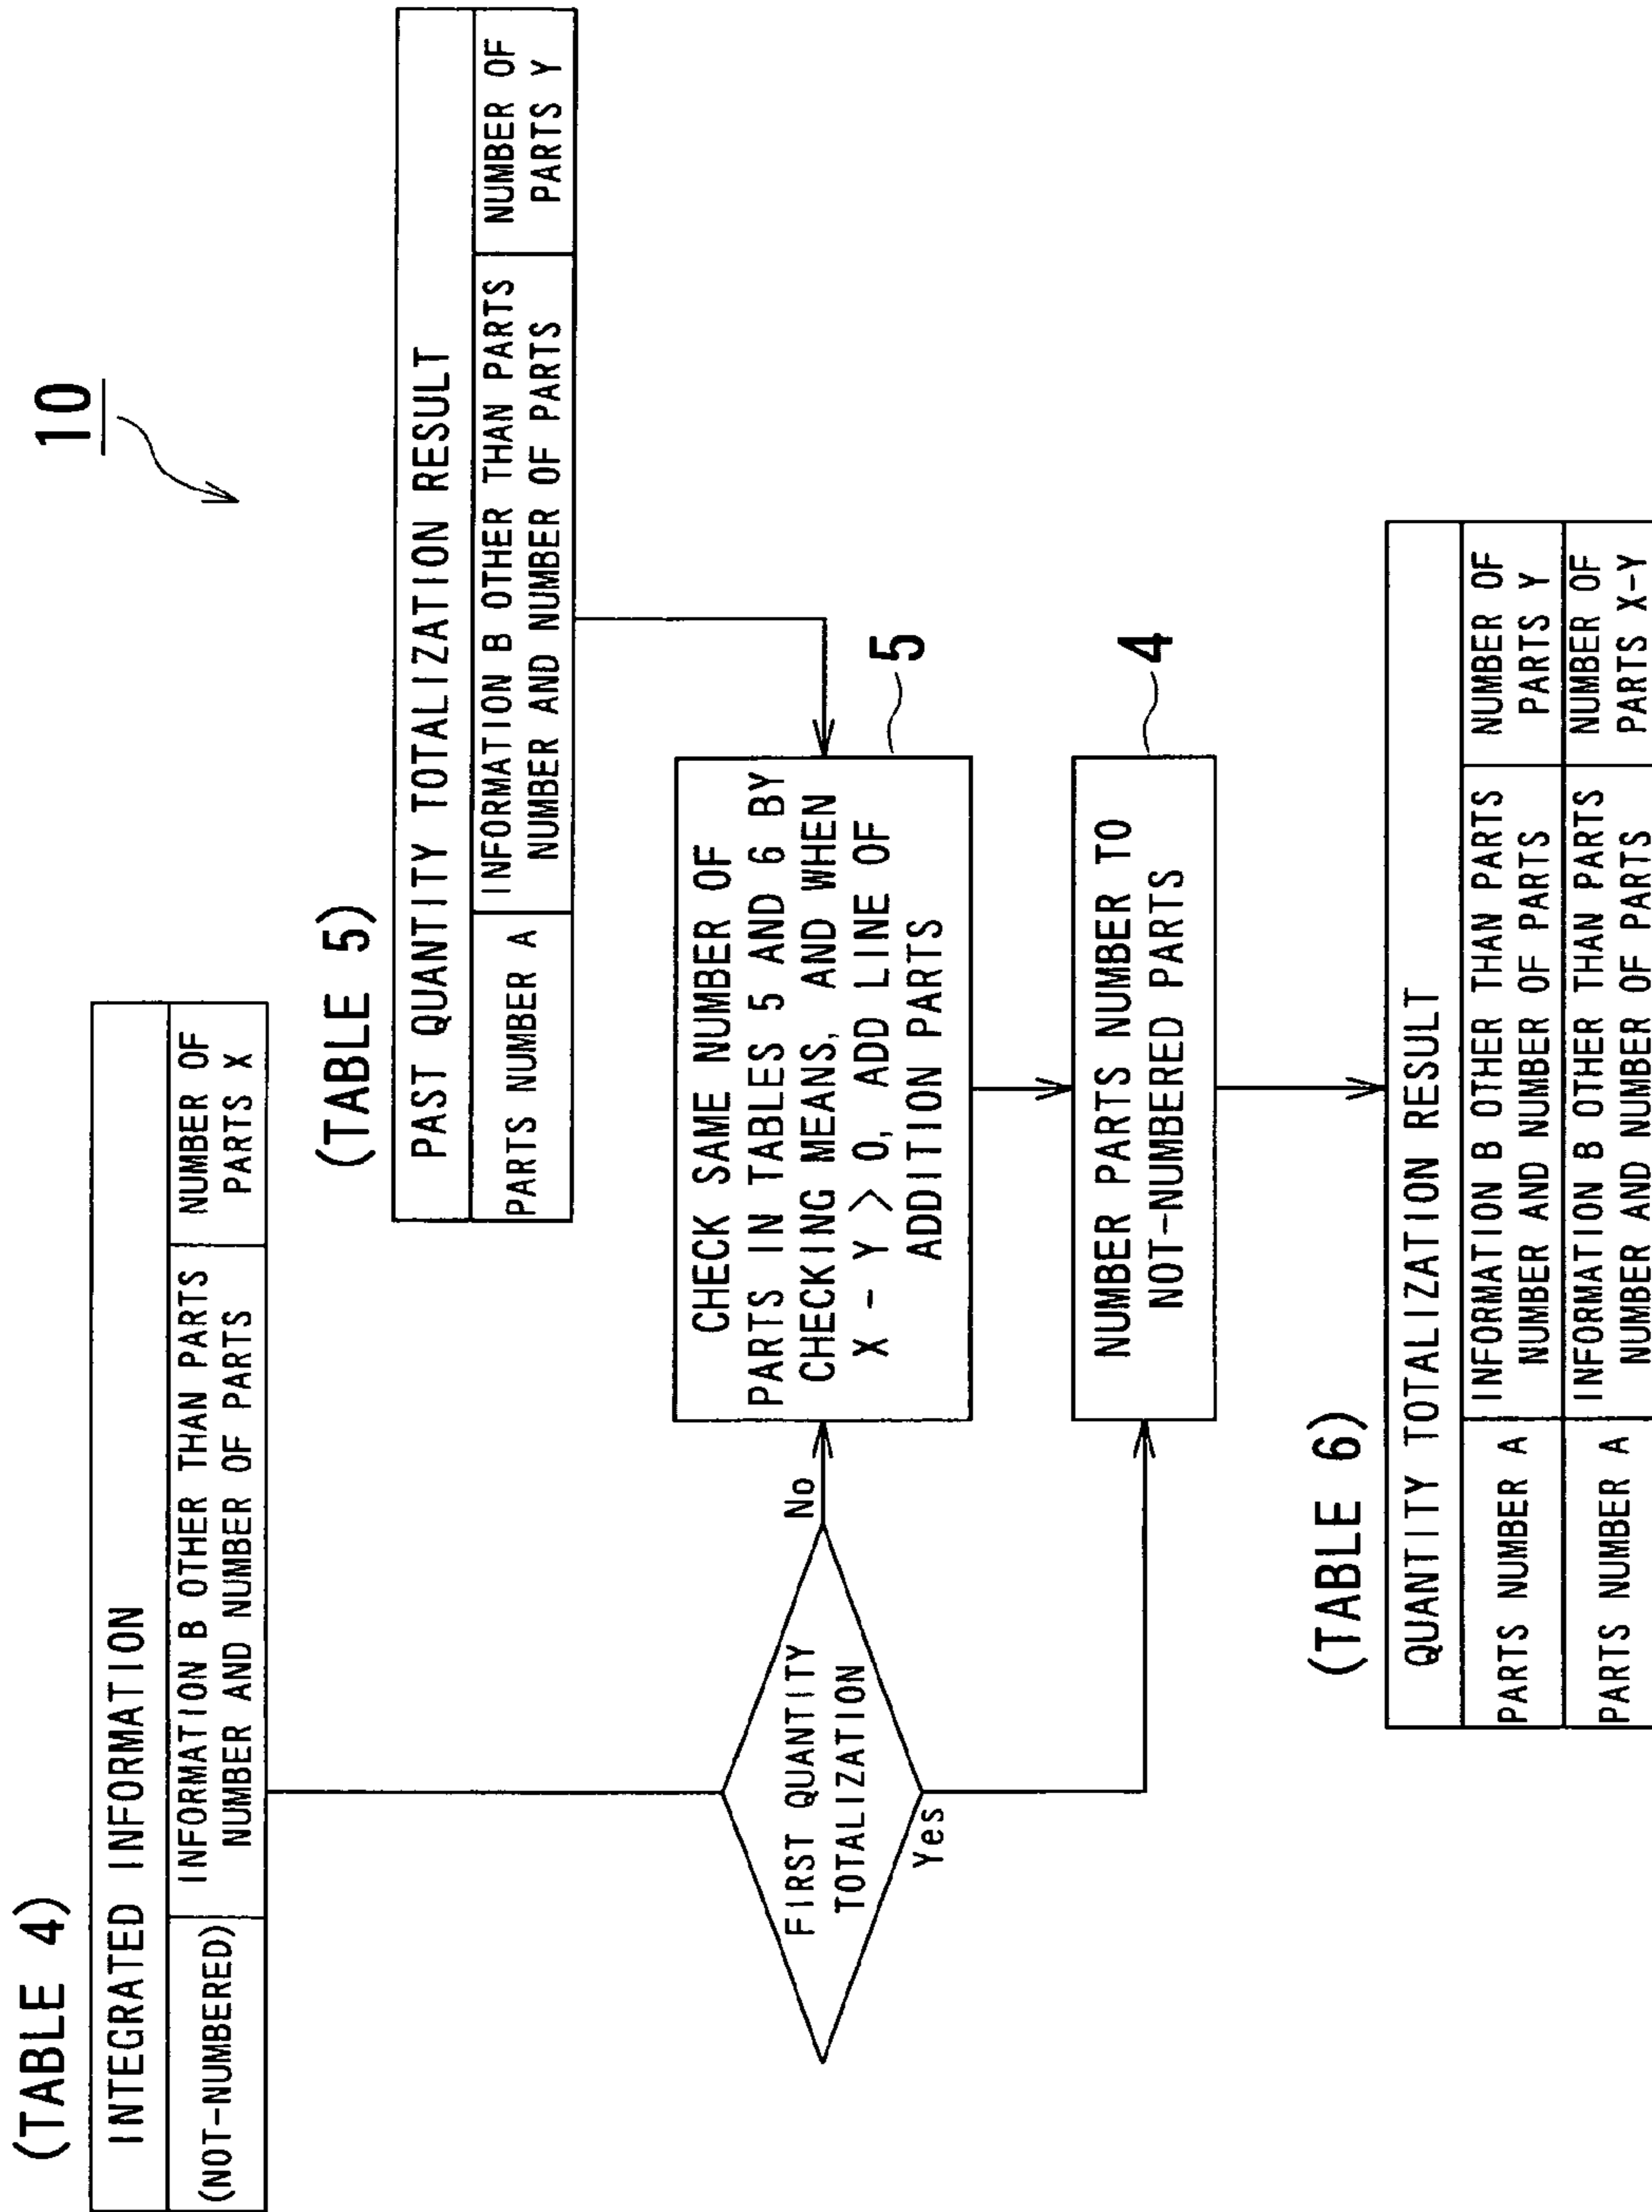 10
(TABLE 4)
INTEGRATED INFORMATION
(NOT-NUMBERED)
INFORMATION B OTHER THAN PARTS
NUMBER AND NUMBER OF PARTS
NUMBER OF
PARTS X
(TABLE 5)
PAST QUANTITY TOTALIZATION RESULT
PARTS NUMBER A
INFORMATION B OTHER THAN PARTS
NUMBER AND NUMBER OF PARTS
NUMBER OF
PARTS Y
FIRST QUANTITY
TOTALIZATION
No
Yes
CHECK SAME NUMBER OF
PARTS IN TABLES 5 AND 6 BY
CHECKING MEANS, AND WHEN
X - Y > 0, ADD LINE OF
ADDITION PARTS
5
NUMBER PARTS NUMBER TO
NOT-NUMBERED PARTS
4
(TABLE 6)
QUANTITY TOTALIZATION RESULT
PARTS NUMBER A
INFORMATION B OTHER THAN PARTS
NUMBER AND NUMBER OF PARTS
NUMBER OF
PARTS Y
PARTS NUMBER A
INFORMATION B OTHER THAN PARTS
NUMBER AND NUMBER OF PARTS
NUMBER OF
PARTS X-Y